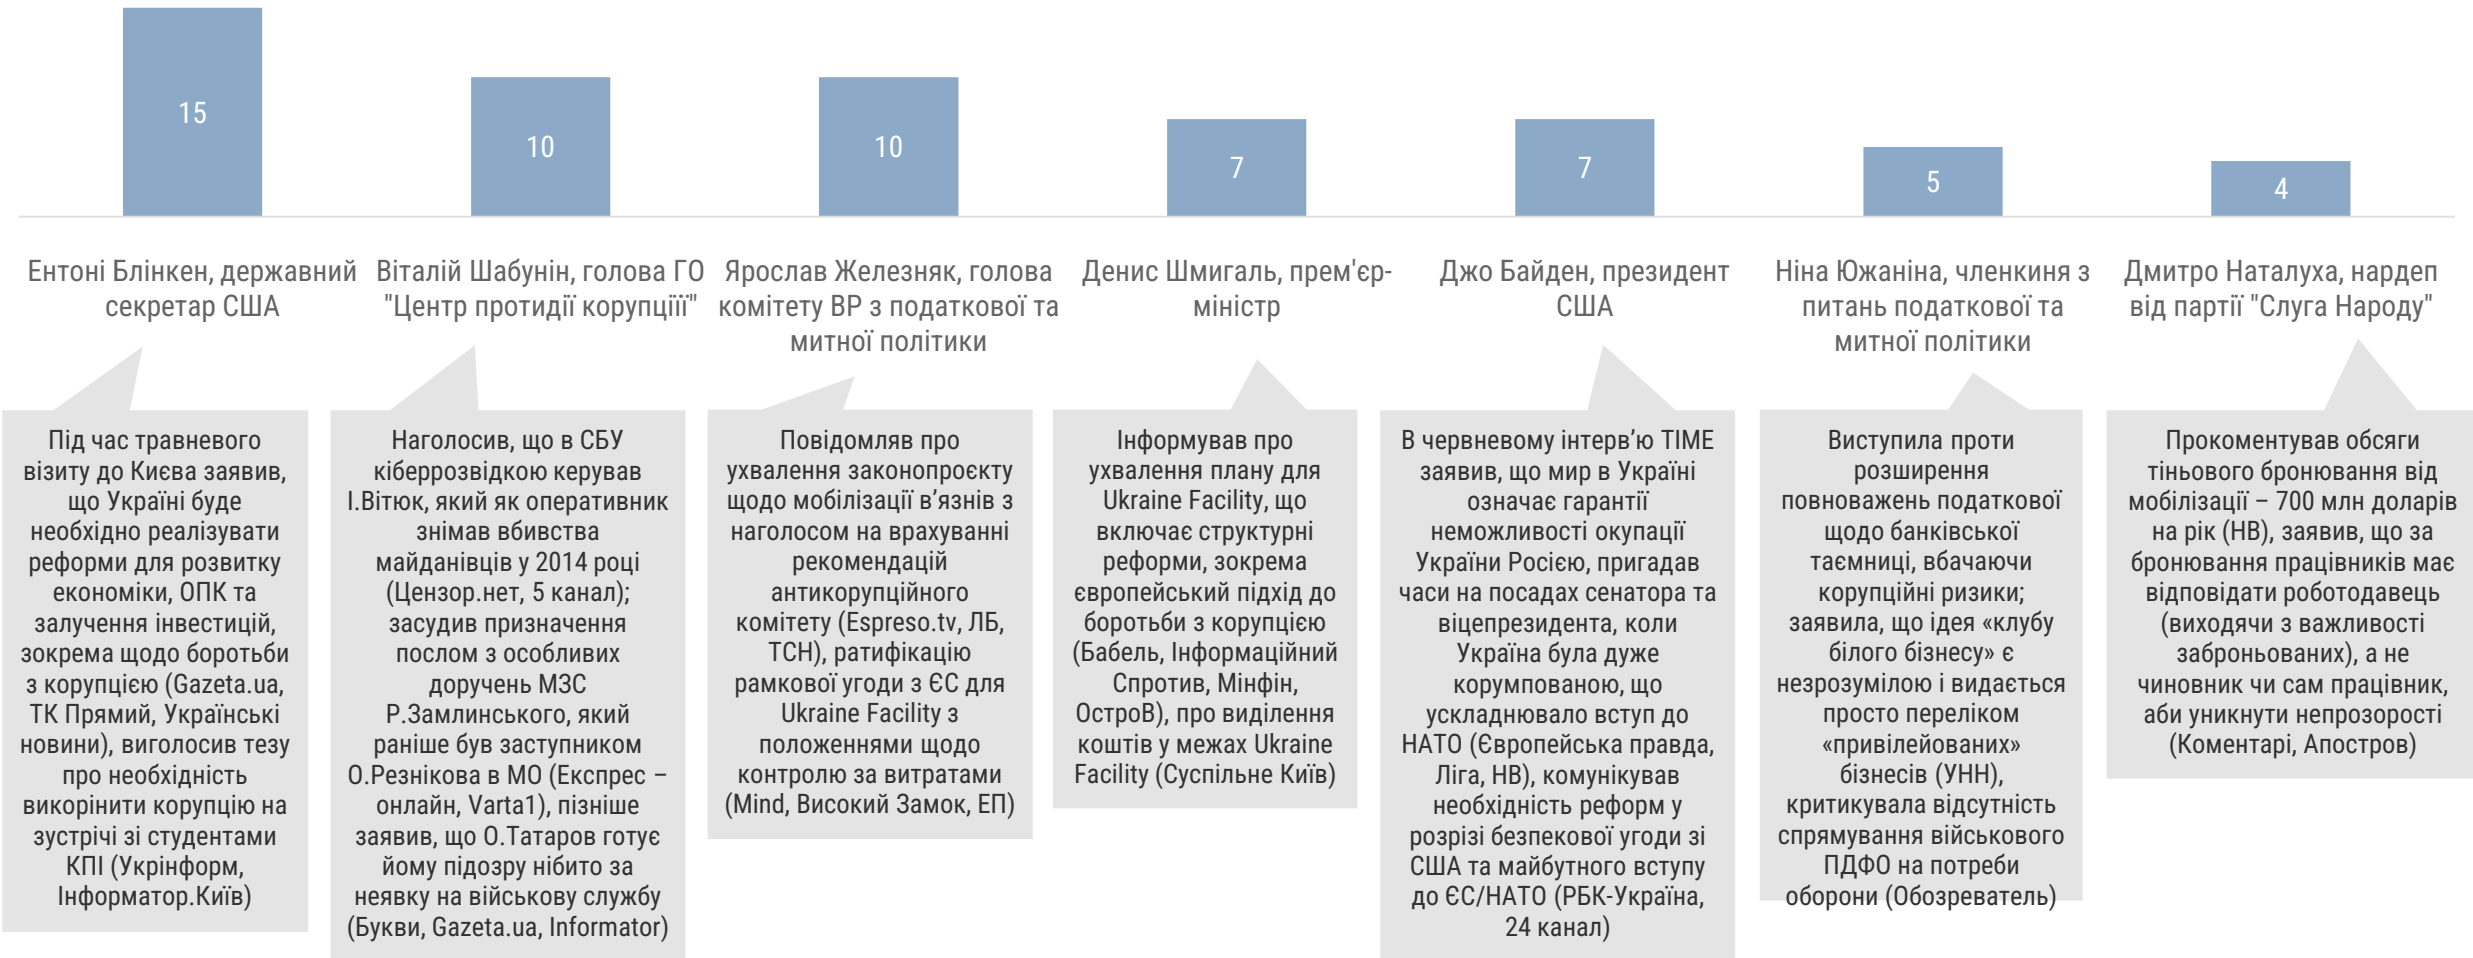 15
10
10
7
7
5
4
Ентоні Блінкен, державний
секретар США
Віталій Шабунін, голова ГО
"Центр протидії корупціїї"
Ярослав Железняк, голова
комітету ВР з податкової та
митної політики
Денис Шмигаль, прем'єр-
міністр
Джо Байден, президент
США
Ніна Южаніна, членкиня з
питань податкової та
митної політики
Дмитро Наталуха, нардеп
від партії "Слуга Народу"
Під час травневого
візиту до Києва заявив,
що Україні буде
необхідно реалізувати
реформи для розвитку
економіки, ОПК та
залучення інвестицій,
зокрема щодо боротьби
з корупцією (Gazeta.ua,
ТК Прямий, Українські
новини), виголосив тезу
про необхідність
викорінити корупцію на
зустрічі зі студентами
КПІ (Укрінформ,
Інформатор.Київ)
Наголосив, що в СБУ
кіберрозвідкою керував
І.Вітюк, який як оперативник
знімав вбивства
майданівців у 2014 році
(Цензор.нет, 5 канал);
засудив призначення
послом з особливих
доручень МЗС
Р.Замлинського, який
раніше був заступником
О.Резнікова в МО (Експрес –
онлайн, Varta1), пізніше
заявив, що О.Татаров готує
йому підозру нібито за
неявку на військову службу
(Букви, Gazeta.ua, Informator)
Повідомляв про
ухвалення законопроєкту
щодо мобілізації в’язнів з
наголосом на врахуванні
рекомендацій
антикорупційного
комітету (Espreso.tv, ЛБ,
ТСН), ратифікацію
рамкової угоди з ЄС для
Ukraine Facility з
положеннями щодо
контролю за витратами
(Mind, Високий Замок, ЕП)
Інформував про
ухвалення плану для
Ukraine Facility, що
включає структурні
реформи, зокрема
європейський підхід до
боротьби з корупцією
(Бабель, Інформаційний
Спротив, Мінфін,
ОстроВ), про виділення
коштів у межах Ukraine
Facility (Суспільне Київ)
В червневому інтерв’ю TIME
заявив, що мир в Україні
означає гарантії
неможливості окупації
України Росією, пригадав
часи на посадах сенатора та
віцепрезидента, коли
Україна була дуже
корумпованою, що
ускладнювало вступ до
НАТО (Європейська правда,
Ліга, НВ), комунікував
необхідність реформ у
розрізі безпекової угоди зі
США та майбутного вступу
до ЄС/НАТО (РБК-Україна,
24 канал)
Виступила проти
розширення
повноважень податкової
щодо банківської
таємниці, вбачаючи
корупційні ризики;
заявила, що ідея «клубу
білого бізнесу» є
незрозумілою і видається
просто переліком
«привілейованих»
бізнесів (УНН),
критикувала відсутність
спрямування військового
ПДФО на потреби
оборони (Обозреватель)
Прокоментував обсяги
тіньового бронювання від
мобілізації – 700 млн доларів
на рік (НВ), заявив, що за
бронювання працівників має
відповідати роботодавець
(виходячи з важливості
заброньованих), а не
чиновник чи сам працівник,
аби уникнути непрозорості
(Коментарі, Апостров)